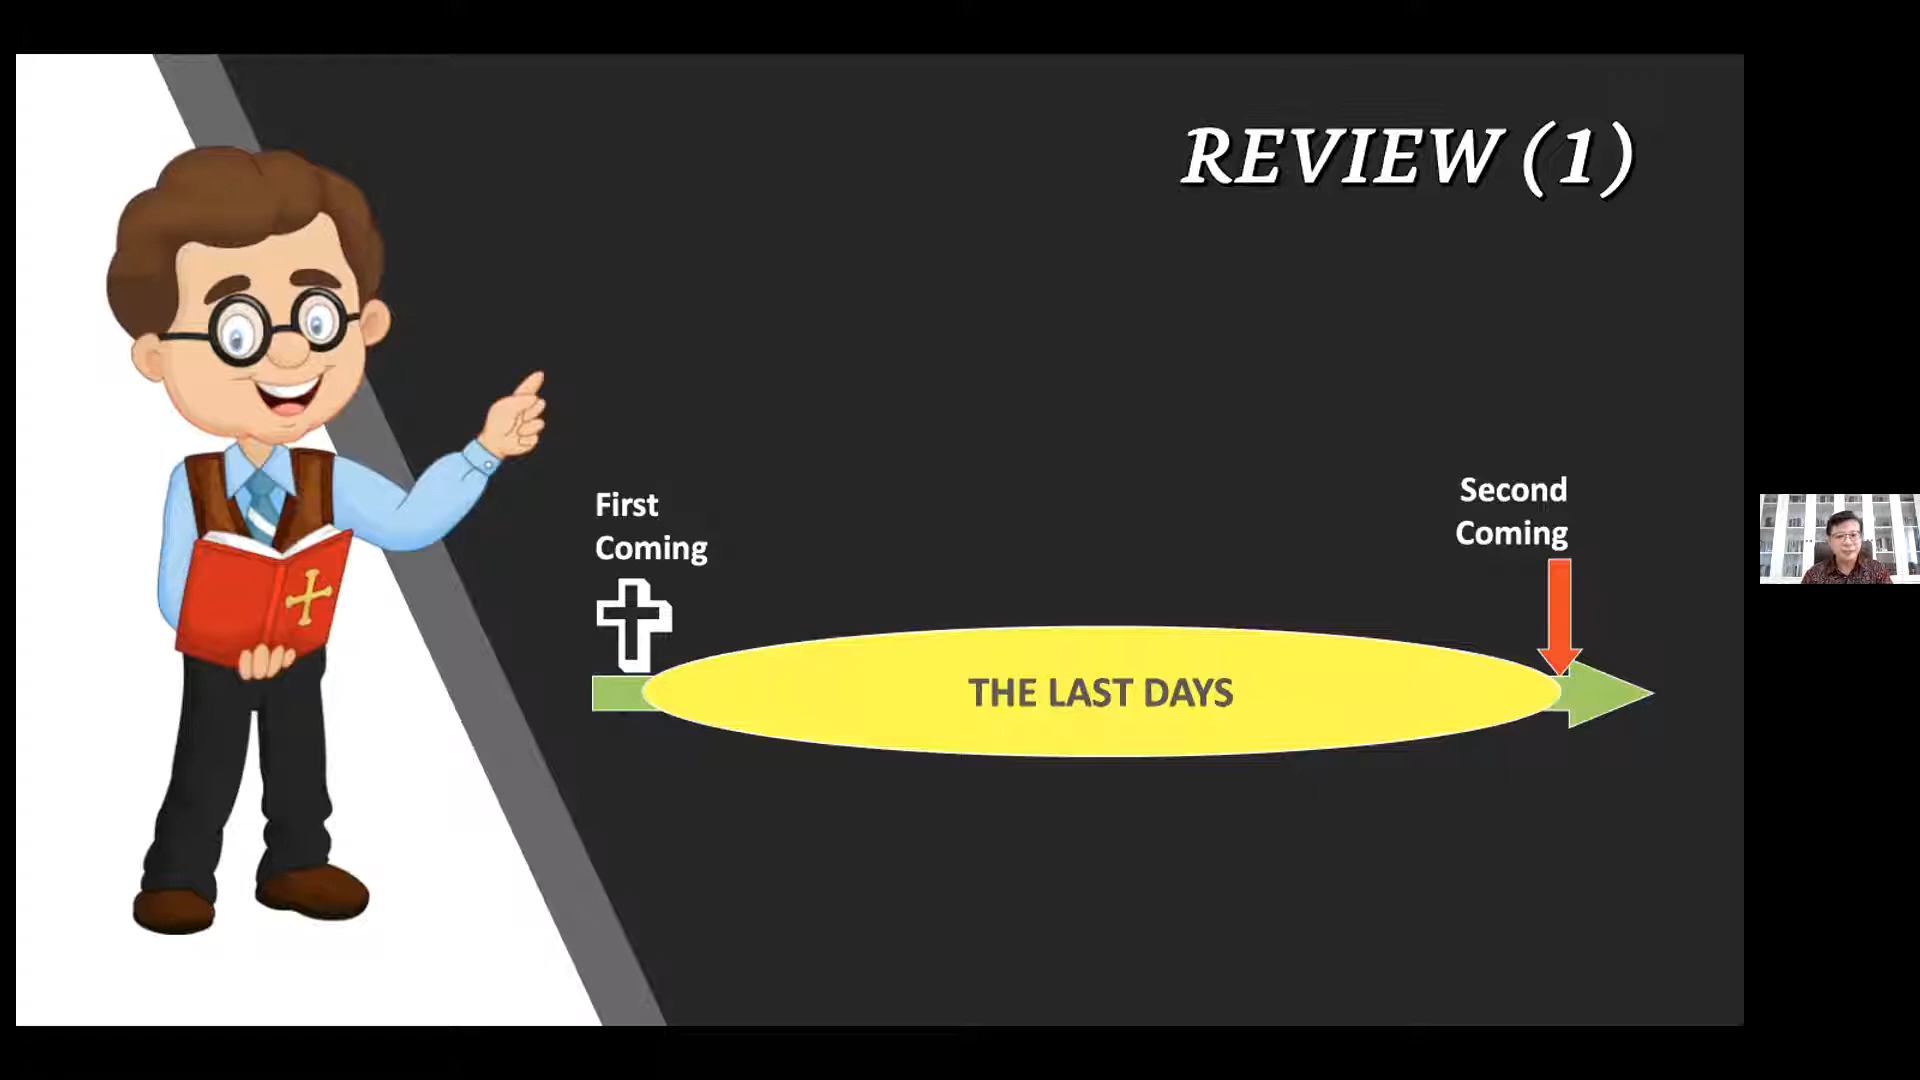 REVIEW (1)
First
Coming
Second
Coming
THE LAST DAYS